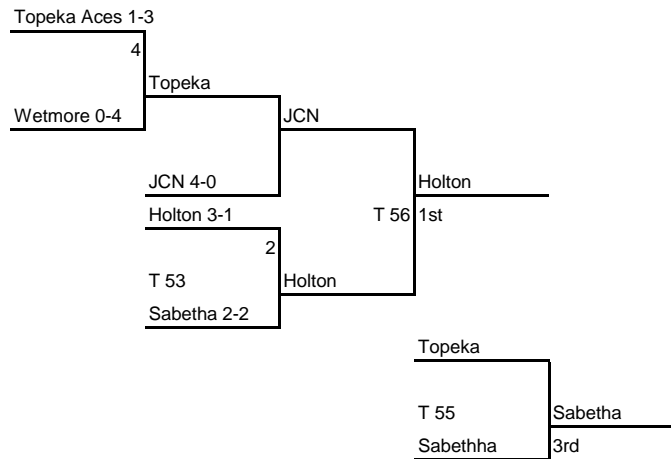 Topeka Aces 1-3
4
Topeka
Wetmore 0-4
JCN
JCN 4-0
Holton
Holton 3-1
T 56 1st
2
T 53
Holton
Sabetha 2-2
Topeka
T 55
Sabetha
Sabethha
3rd